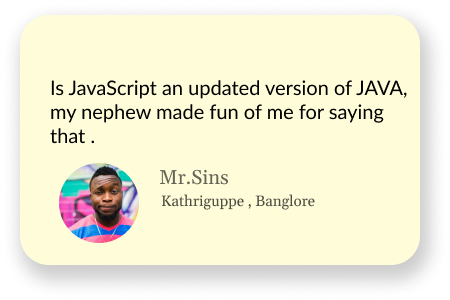 Is JavaScript an updated version of JAVA,
my nephew made fun of me for saying
that .
Mr.Sins
Kathriguppe , Banglore